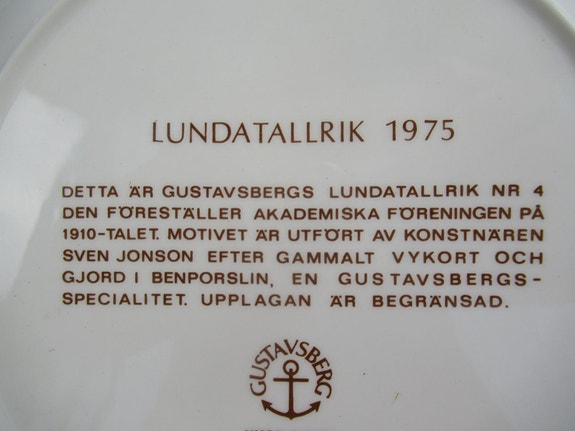 LUNDATALLRIK 1975
DETTA ÄR GUSTAVSBERGS LUNDATALLRIK NR 4
DEN FÖRESTÄLLER AKADEMISKA FÖRENINGEN PÅ
1910-TALET. MOTIVET ÄR UTFÖRT AV KONSTNÄREN
SVEN JONSON EFTER GAMMALT VYKORT OCH
GJORD I BENPORSLIN, EN GUSTAVSBERGS-
SPECIALITET. UPPLAGAN ÄR BEGRÄNSAD.
GUSTAVSBERG